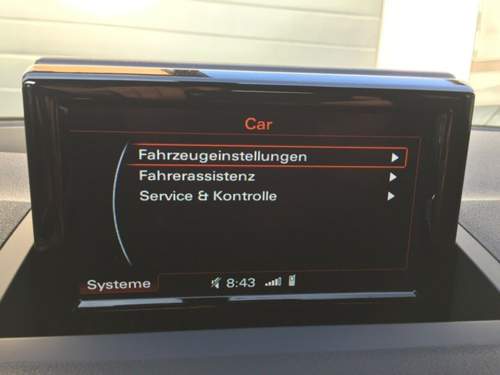 Car
Fahrzeugeinstellungen
Fahrerassistenz
Service & Kontrolle
Systeme 8:43